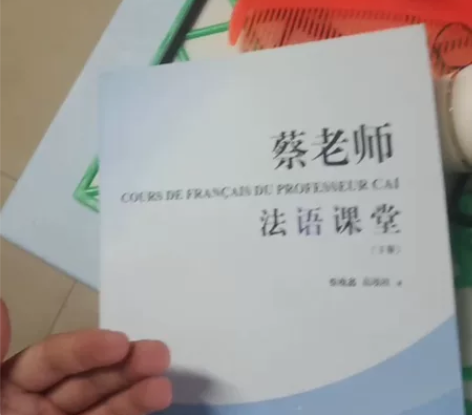 蔡老师
COURS DE FRANÇAIS DU PROFESSEUR CAI
法语课堂